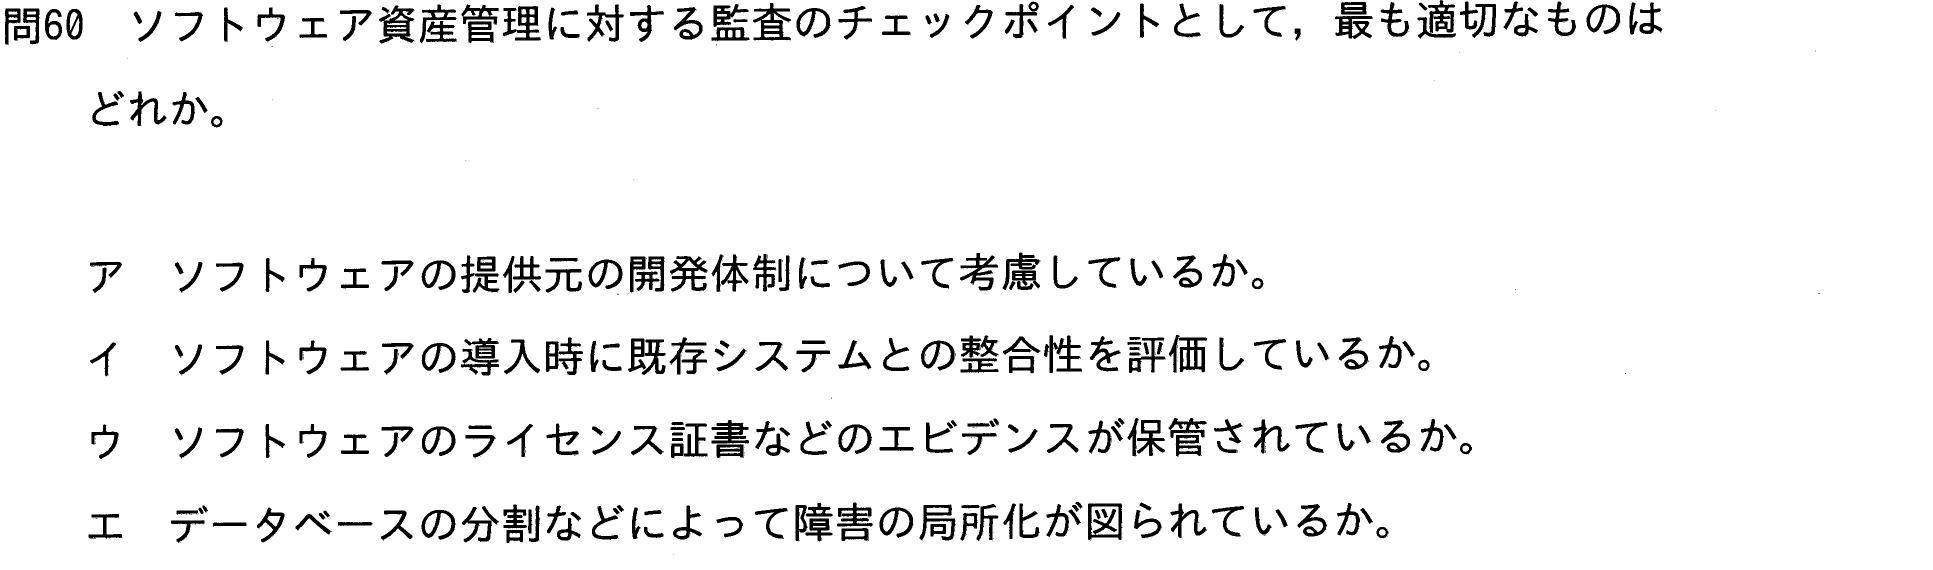 問60　ソフトウェア資産管理に対する監査のチェックポイントとして，最も適切なものは
どれか。
ア　ソフトウェアの提供元の開発体制について考慮しているか。
イ　ソフトウェアの導入時に既存システムとの整合性を評価しているか。
ウ　ソフトウェアのライセンス証書などのエビデンスが保管されているか。
エ　データベースの分割などによって障害の局所化が図られているか。